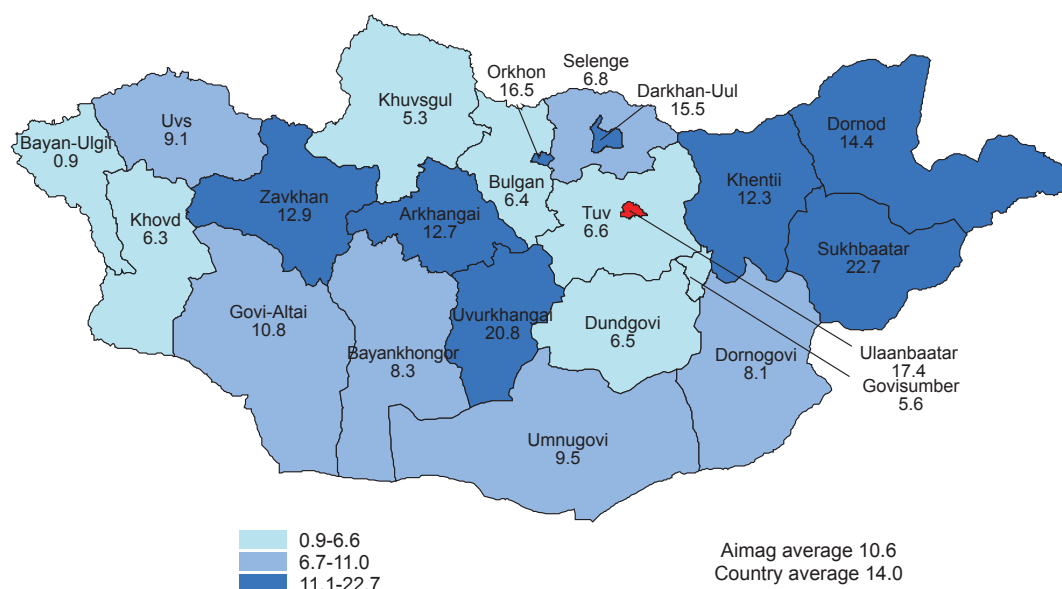 Orkhon
16.5
Selenge
6.8
Darkhan-Uul
15.5
Khuvsgul
5.3
Uvs
9.1
Bayan-Ulgii
0.9
Dornod
14.4
Zavkhan
12.9
Bulgan
6.4
Khentii
12.3
Khovd
6.3
Arkhangai
12.7
Tuv
6.6
Sukhbaatar
22.7
Govi-Altai
10.8
Uvurkhangai
20.8
Dundgovi
6.5
Bayankhongor
8.3
Dornogovi
8.1
Ulaanbaatar
17.4
Govisumber
5.6
Umnugovi
9.5
0.9-6.6
6.7-11.0
11.1-22.7
Aimag average 10.6
Country average 14.0